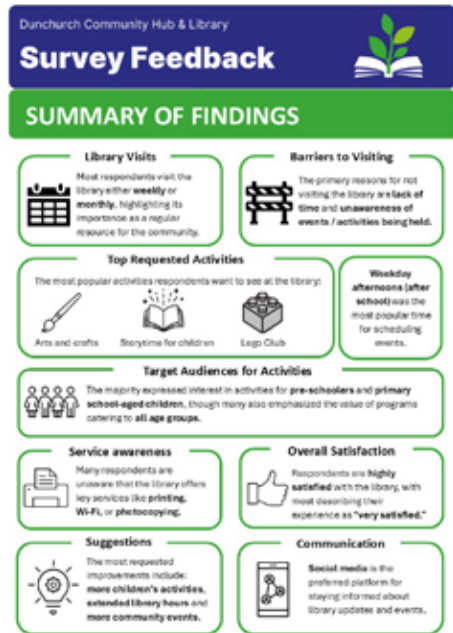 Dunchurch Community Hub & Library
Survey Feedback
SUMMARY OF FINDINGS
Library Visits
Most respondents visit the
library either weekly or
monthly, highlighting its
importance as a regular
resource for the community.
Barriers to Visiting
The primary reasons for not
visiting the library are lack of
time and unawareness of
events / activities being held.
Top Requested Activities
The most popular activities respondents want to see at the library:
Arts and crafts
Storytime for children
Lego Club
Weekday
afternoons (after
school) was the
most popular time
for scheduling
events.
Target Audiences for Activities
The majority expressed interest in activities for pre-schoolers and primary
school-aged children, though many also emphasized the value of programs
catering to all age groups.
Service awareness
Many respondents are
unaware that the library offers
key services like printing,
Wi-Fi, or photocopying.
Overall Satisfaction
Respondents are highly
satisfied with the library, with
most describing their
experience as "very satisfied."
Suggestions
The most requested
improvements include:
more children's activities,
extended library hours and
more community events.
Communication
Social media is the
preferred platform for
staying informed about
library updates and events.